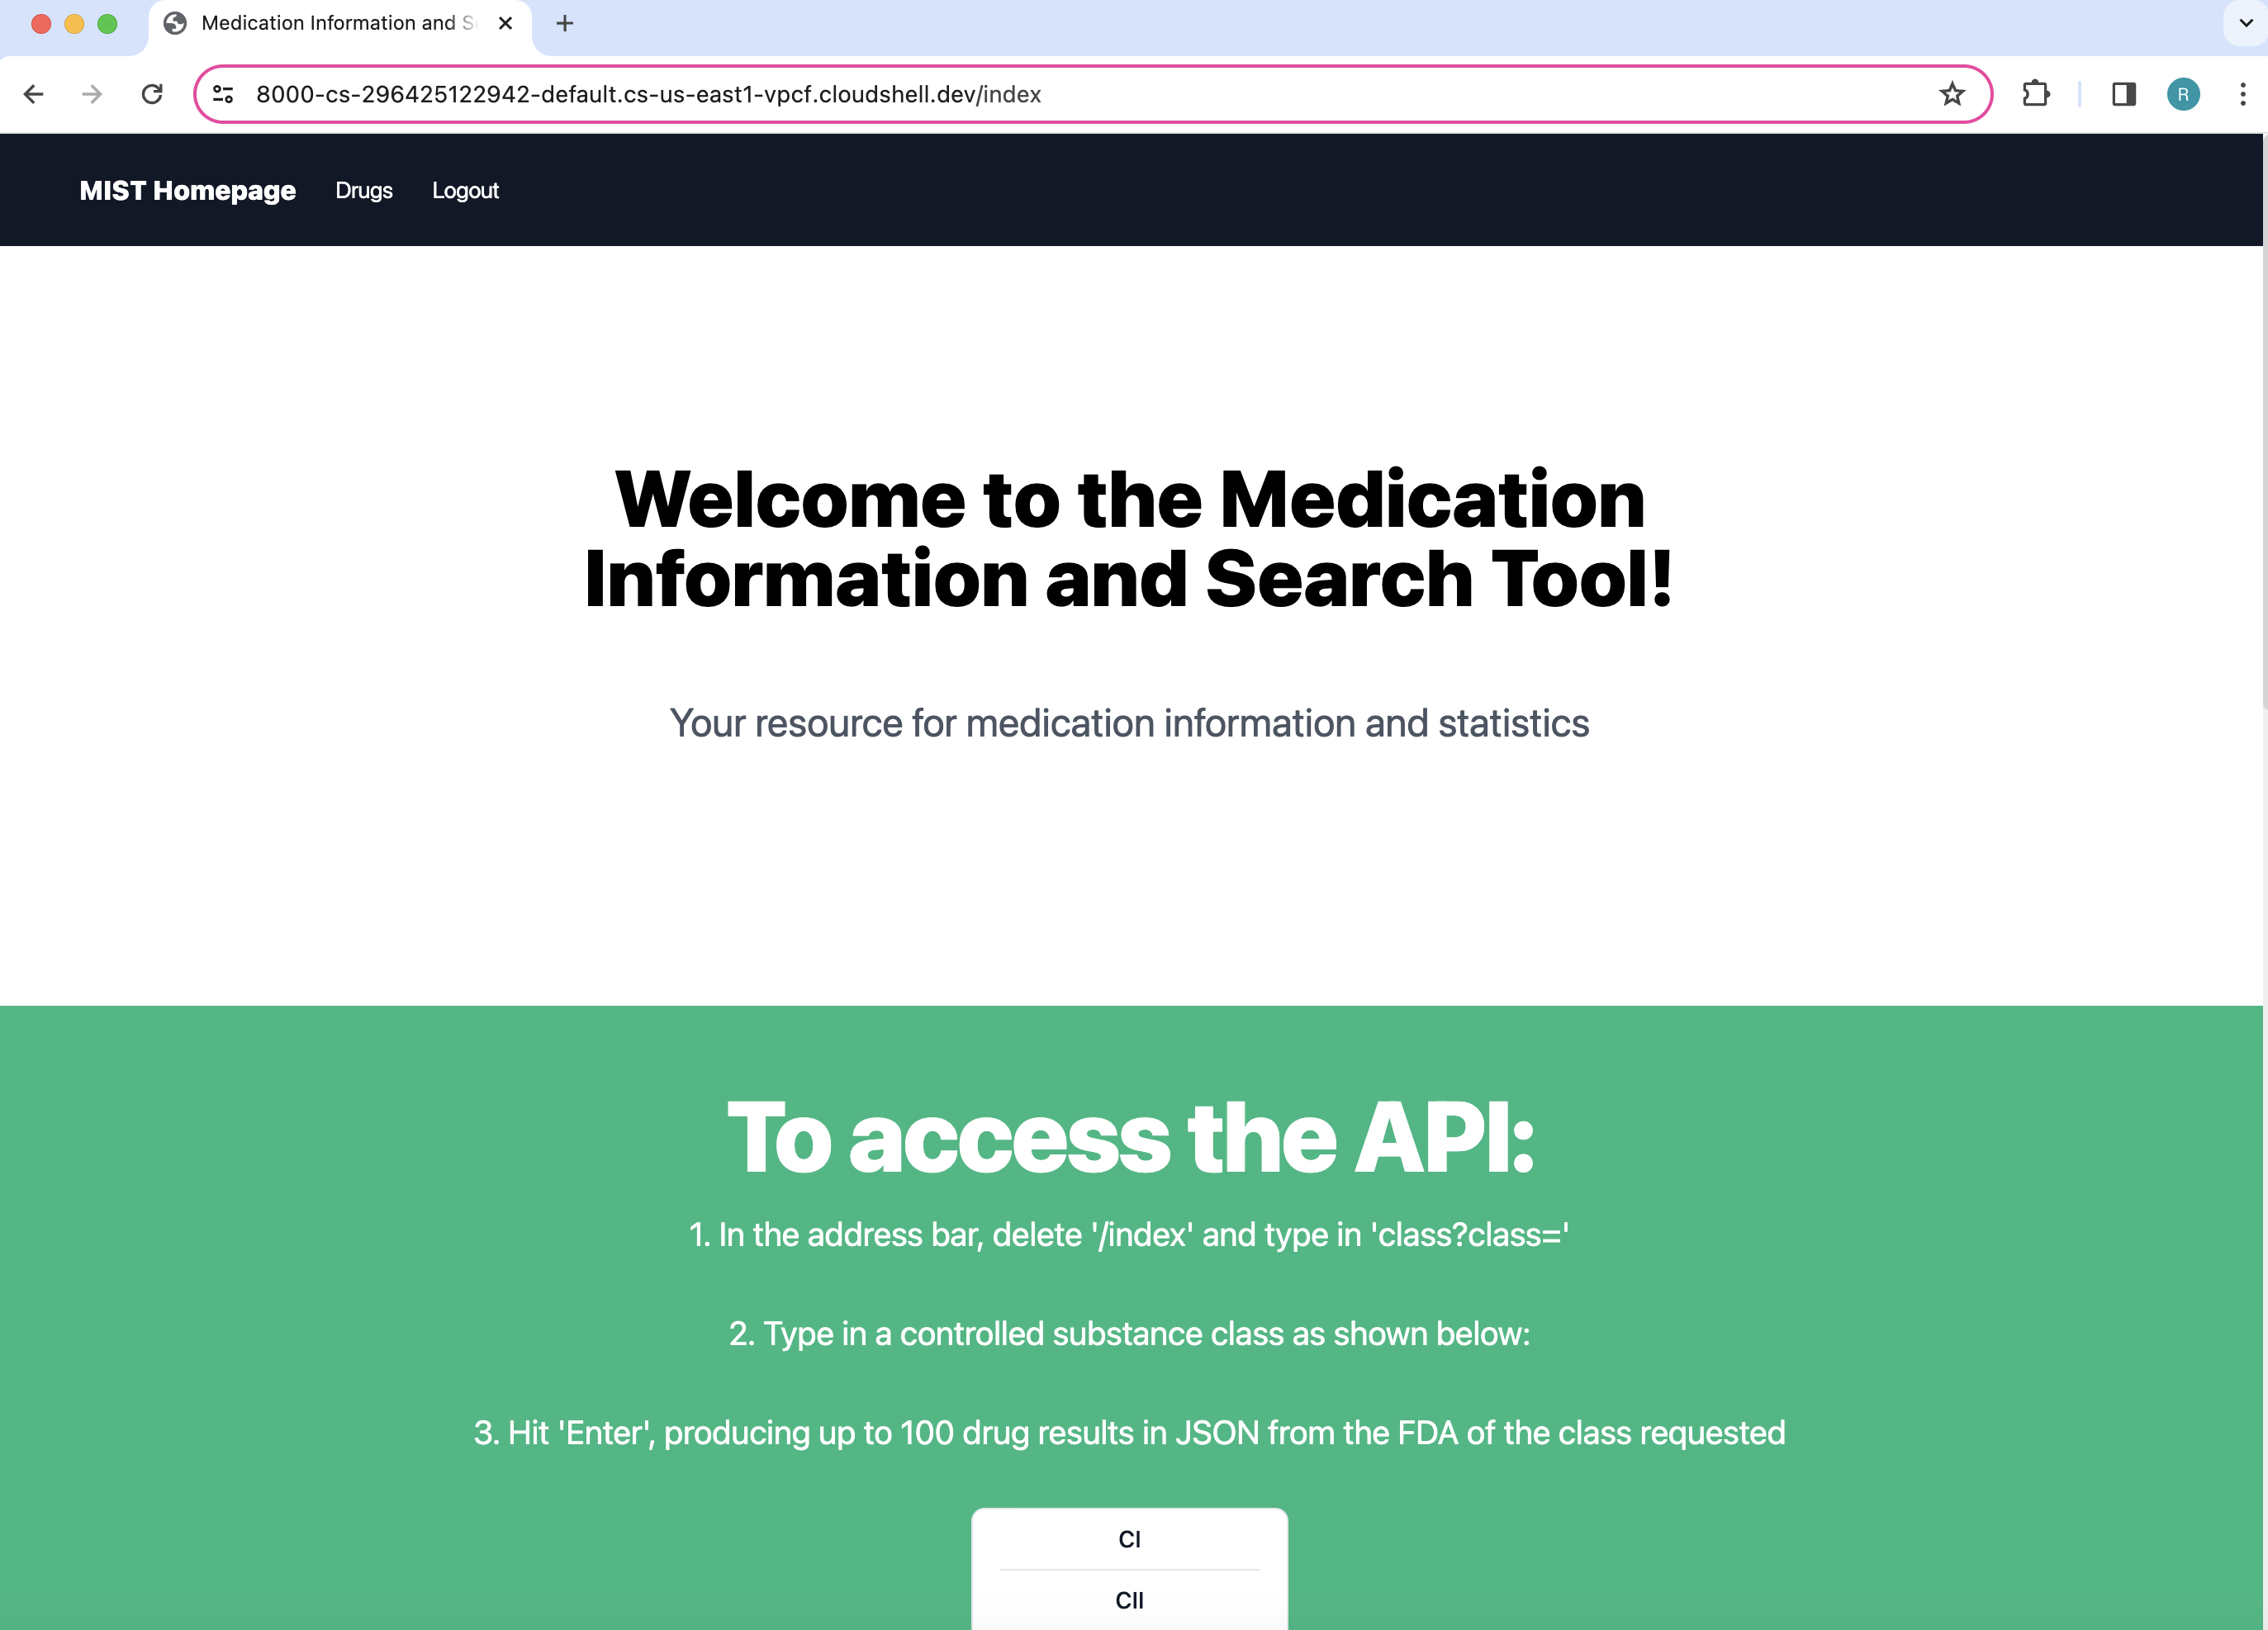 Medication Information and S
8000-cs-296425122942-default.cs-us-east1-vpcf.cloudshell.dev/index
R
MIST Homepage Drugs Logout
Welcome to the Medication
Information and Search Tool!
Your resource for medication information and statistics
To access the API:
1. In the address bar, delete '/index' and type in 'class?class='
2. Type in a controlled substance class as shown below:
3. Hit 'Enter', producing up to 100 drug results in JSON from the FDA of the class requested
CI
CII